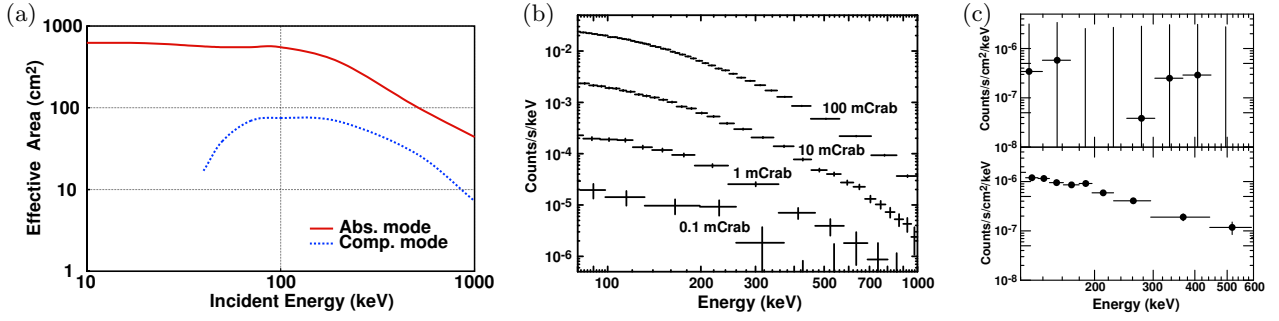 (a)
1000
100
10
1
Effective Area (cm²)
Abs. mode
Comp. mode
10
100
1000
Incident Energy (keV)
(b)
10⁻²
10⁻³
10⁻⁴
10⁻⁵
10⁻⁶
Counts/s/keV
100 mCrab
10 mCrab
1 mCrab
0.1 mCrab
100
200
300
500
700
1000
Energy (keV)
(c)
10⁻⁶
10⁻⁷
10⁻⁸
Counts/s/cm²/keV
10⁻⁶
10⁻⁷
10⁻⁸
Counts/s/cm²/keV
200
300
400
500
600
Energy (keV)